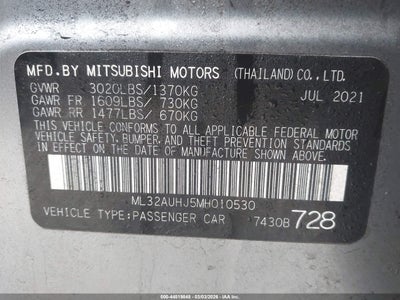 MFD.BY MITSUBISHI MOTORS (THAILAND) CO., LTD.
GVWR 3020LBS/1370KG JUL 2021
GAWR FR 1609LBS/ 730KG
GAWR RR 1477LBS/ 670KG
THIS VEHICLE CONFORMS TO ALL APPLICABLE FEDERAL MOTOR
VEHICLE SAFETY, BUMPER, AND THEFT PREVENTION STANDARDS
IN EFFECT ON THE DATE OF MANUFACTURE SHOWN ABOVE.
ML32AUHJ5MH010530
VEHICLE TYPE:PASSENGER CAR 7430B 728